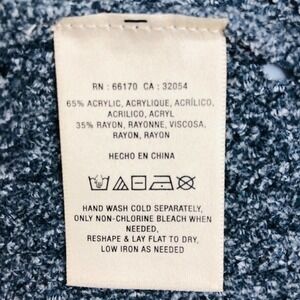 RN : 66170 CA : 32054
65% ACRYLIC, ACRYLIQUE, ACRÍLICO,
ACRILICO, ACRYL
35% RAYON, RAYONNE, VISCOSA,
RAYON, RAYON
HECHO EN CHINA
HAND WASH COLD SEPARATELY,
ONLY NON-CHLORINE BLEACH WHEN
NEEDED,
RESHAPE & LAY FLAT TO DRY,
LOW IRON AS NEEDED